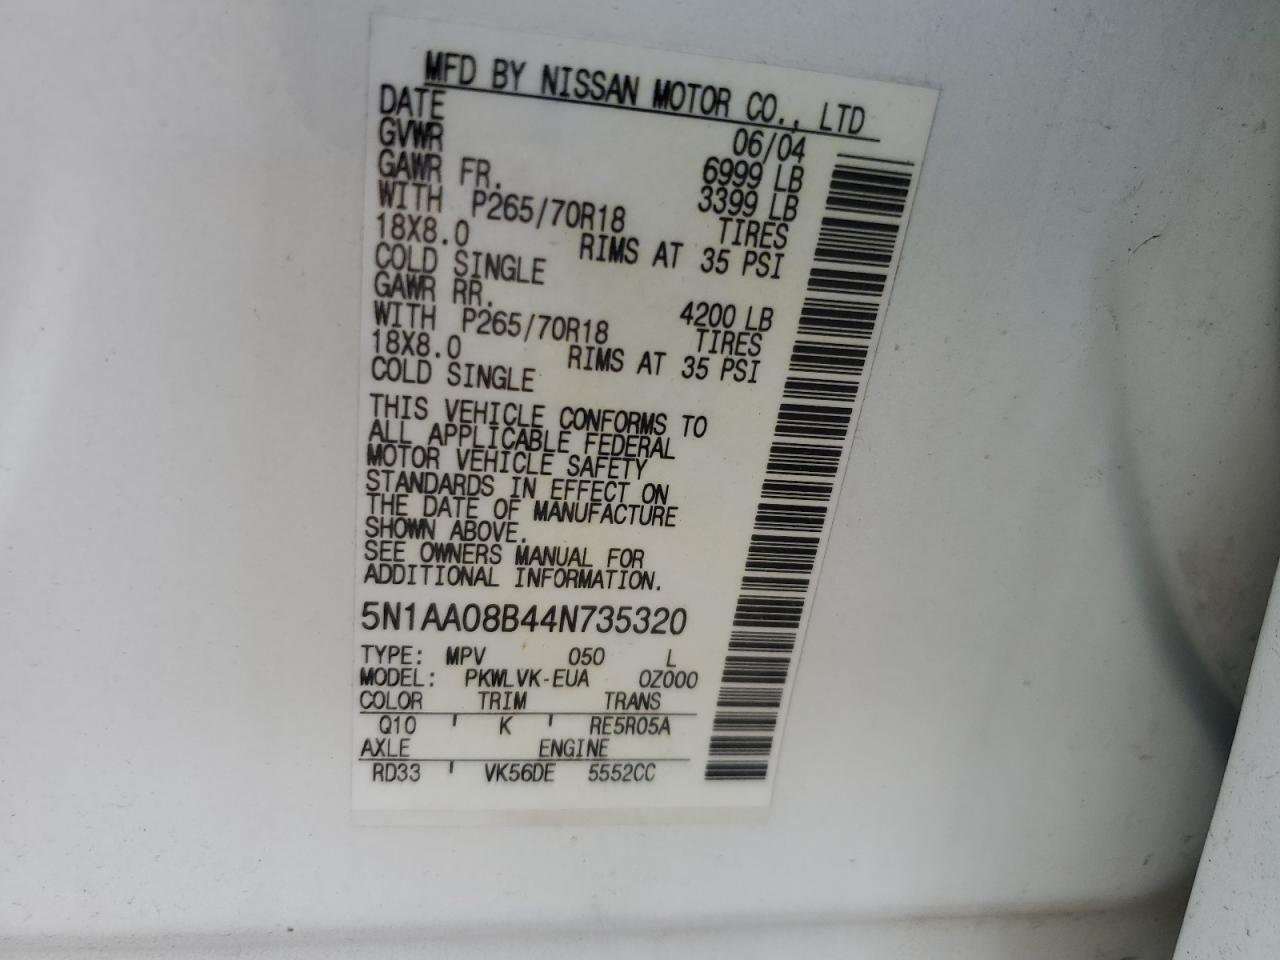 MFD BY NISSAN MOTOR CO., LTD
DATE 06/04
GVWR 6999 LB
GAWR FR. 3399 LB
WITH P265/70R18 TIRES
18X8.0 RIMS AT 35 PSI
COLD SINGLE
GAWR RR. 4200 LB
WITH P265/70R18 TIRES
18X8.0 RIMS AT 35 PSI
COLD SINGLE
THIS VEHICLE CONFORMS TO
ALL APPLICABLE FEDERAL
MOTOR VEHICLE SAFETY
STANDARDS IN EFFECT ON
THE DATE OF MANUFACTURE
SHOWN ABOVE.
SEE OWNERS MANUAL FOR
ADDITIONAL INFORMATION.
5N1AA08B44N735320
TYPE: MPV 050 L
MODEL: PKWLVK-EUA 0Z000
COLOR TRIM TRANS
Q10 ' K ' RE5R05A
AXLE ENGINE
RD33 ' VK56DE 5552CC